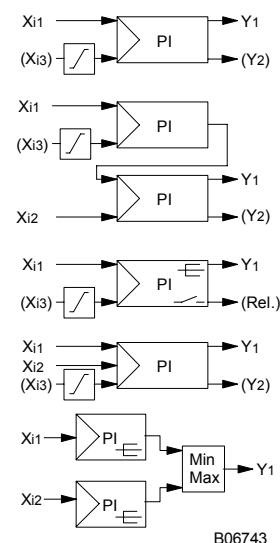 Xi1 PI Y1
(Xi3) (Y2)
Xi1 PI
(Xi3)
PI Y1
Xi2 (Y2)
Xi1 PI Y1
(Xi3) (Rel.)
Xi1 PI Y1
Xi2
(Xi3) (Y2)
Xi1 PI
Min
Max Y1
Xi2 PI
B06743